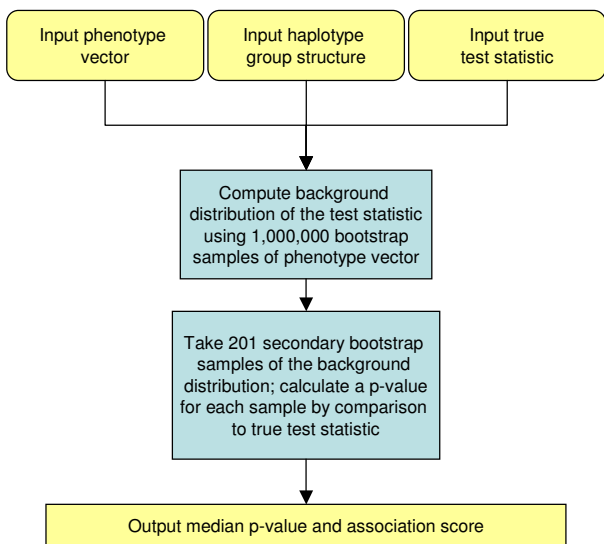 Input phenotype
vector
Input haplotype
group structure
Input true
test statistic
Compute background
distribution of the test statistic
using 1,000,000 bootstrap
samples of phenotype vector
Take 201 secondary bootstrap
samples of the background
distribution; calculate a p-value
for each sample by comparison
to true test statistic
Output median p-value and association score